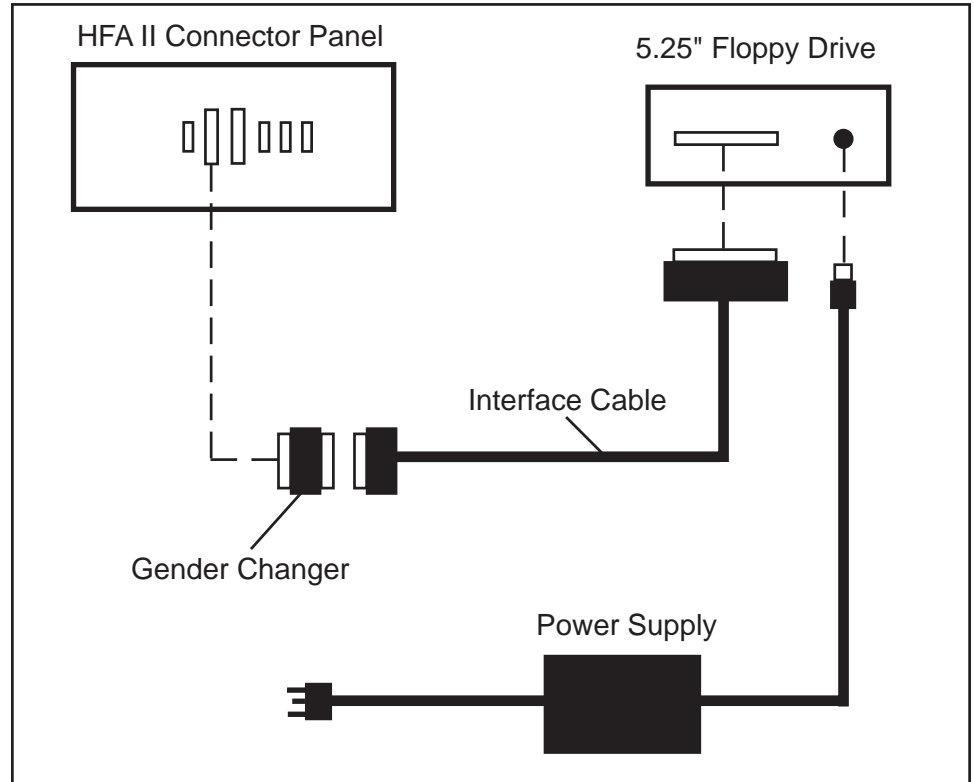 HFA II Connector Panel
5.25" Floppy Drive
Interface Cable
Gender Changer
Power Supply